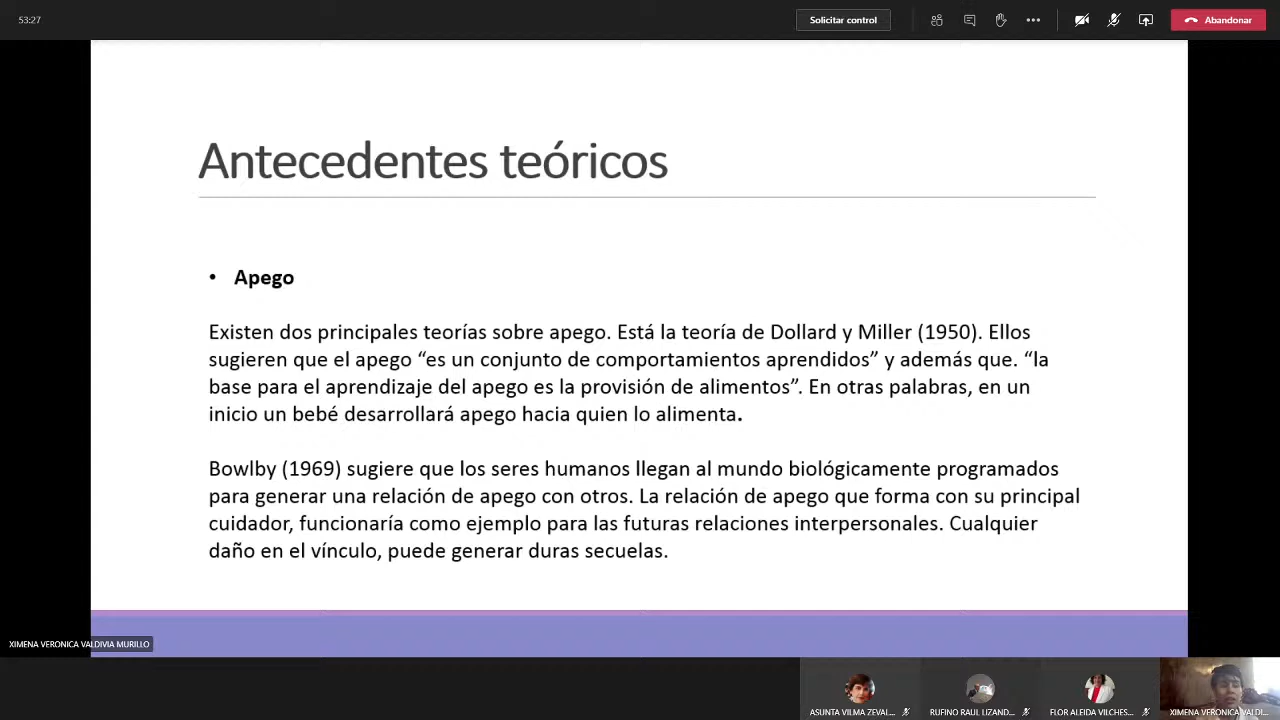 53:27
Solicitar control
Abandonar
Antecedentes teóricos
• Apego
Existen dos principales teorías sobre apego. Está la teoría de Dollard y Miller (1950). Ellos
sugieren que el apego “es un conjunto de comportamientos aprendidos” y además que. “la
base para el aprendizaje del apego es la provisión de alimentos”. En otras palabras, en un
inicio un bebé desarrollará apego hacia quien lo alimenta.
Bowlby (1969) sugiere que los seres humanos llegan al mundo biológicamente programados
para generar una relación de apego con otros. La relación de apego que forma con su principal
cuidador, funcionaría como ejemplo para las futuras relaciones interpersonales. Cualquier
daño en el vínculo, puede generar duras secuelas.
XIMENA VERONICA VALDIVIA MURILLO
ASUNTA VILMA ZEVAL...
RUFINO RAUL LIZAND...
FLOR ALEIDA VILCHES...
XIMENA VERONICA VALDI...